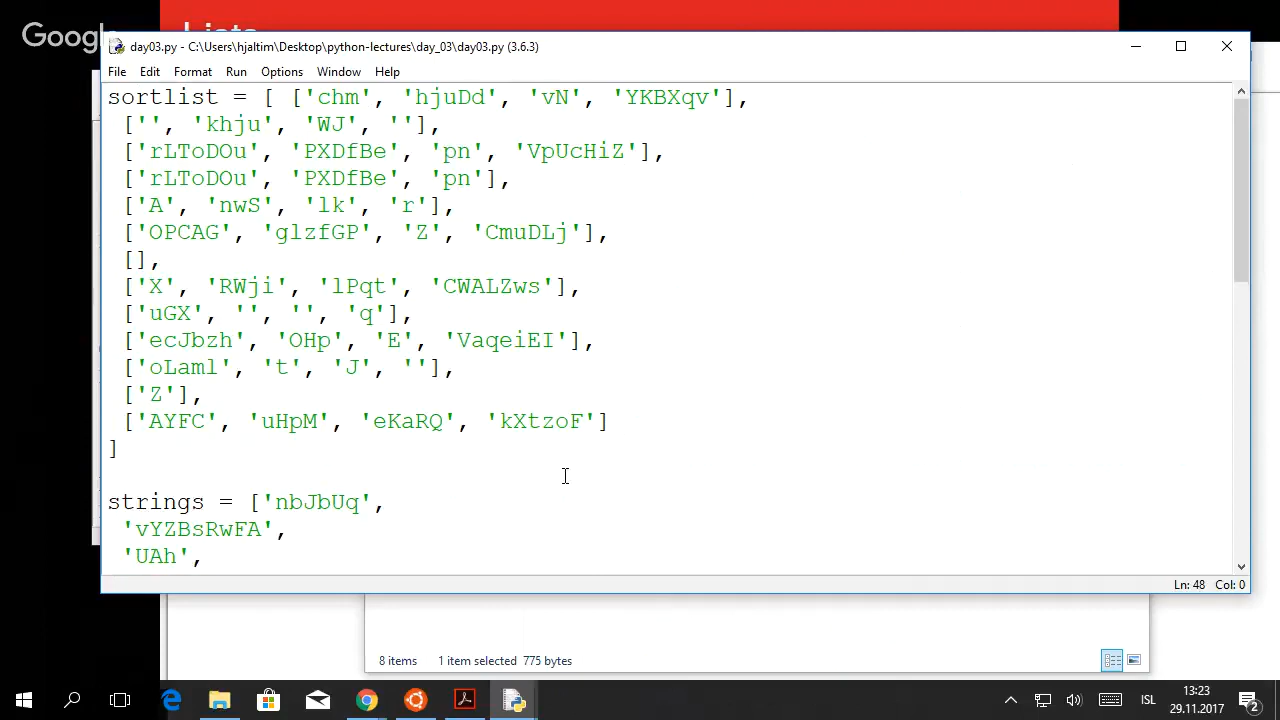 Lists
Google
day03.py - C:\Users\hjaltim\Desktop\python-lectures\day_03\day03.py (3.6.3)
File Edit Format Run Options Window Help
sortlist = [ ['chm', 'hjuDd', 'vN', 'YKBXqv'],
['', 'khju', 'WJ', ''],
['rLToDOu', 'PXDfBe', 'pn', 'VpUcHiZ'],
['rLToDOu', 'PXDfBe', 'pn'],
['A', 'nwS', 'lk', 'r'],
['OPCAG', 'glzfGP', 'Z', 'CmuDLj'],
[],
['X', 'RWji', 'lPqt', 'CWALZws'],
['uGX', '', '', 'q'],
['ecJbzh', 'OHp', 'E', 'VaqeiEI'],
['oLaml', 't', 'J', ''],
['Z'],
['AYFC', 'uHpM', 'eKaRQ', 'kXtzoF']
]
strings = ['nbJbUq',
'vYZBsRwFA',
'UAh',
Ln: 48 Col: 0
8 items 1 item selected 775 bytes
ISL
13:23
29.11.2017
2